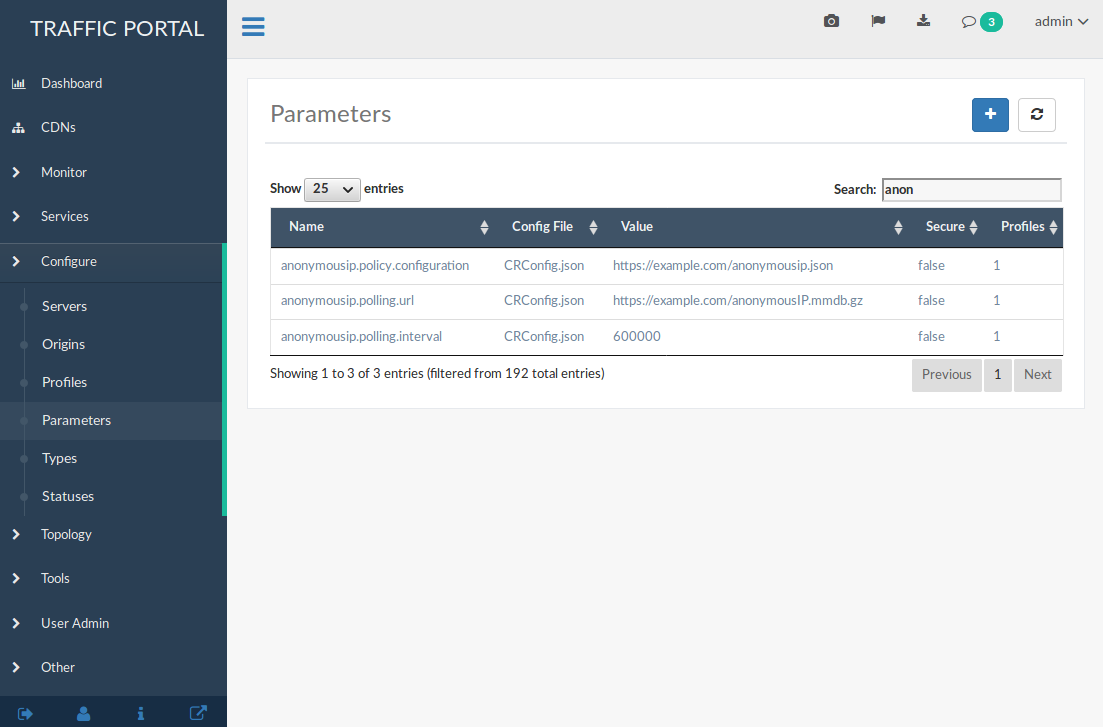 TRAFFIC PORTAL
Dashboard
CDNs
Monitor
Services
Configure
Servers
Origins
Profiles
Parameters
Types
Statuses
Topology
Tools
User Admin
Other
3
admin
Parameters
Show 25 entries
Search: anon
Name Config File Value Secure Profiles
anonymousip.policy.configuration CRConfig.json https://example.com/anonymousip.json false 1
anonymousip.polling.url CRConfig.json https://example.com/anonymousIP.mmdb.gz false 1
anonymousip.polling.interval CRConfig.json 600000 false 1
Showing 1 to 3 of 3 entries (filtered from 192 total entries)
Previous 1 Next